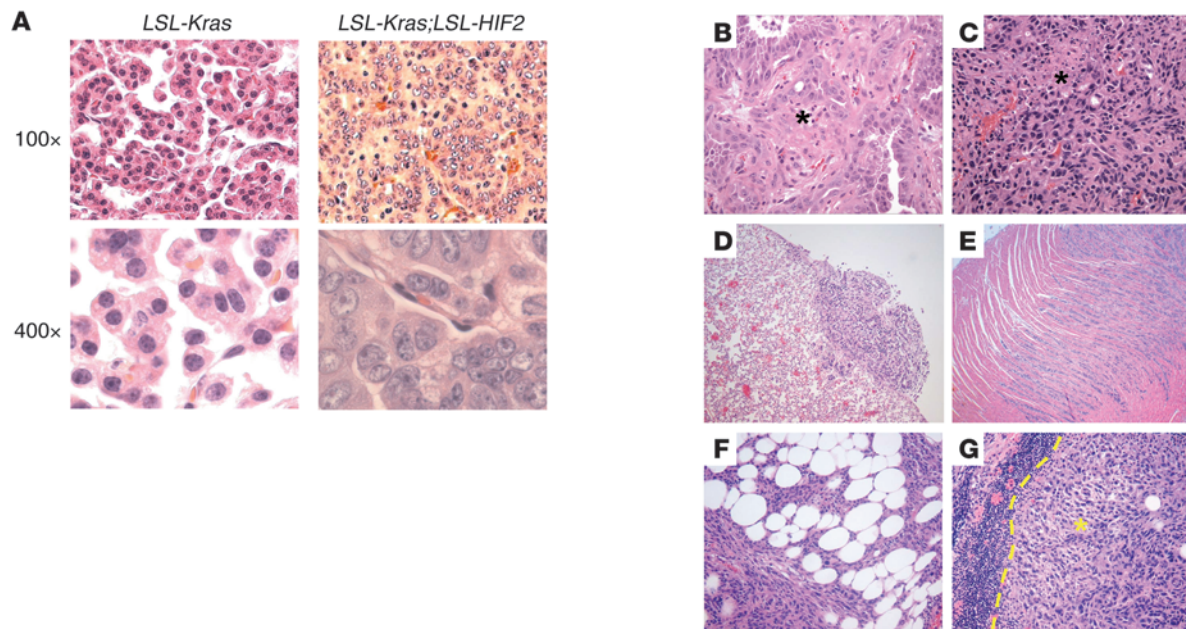 A
LSL-Kras
LSL-Kras;LSL-HIF2
100×
400×
B
*
C
*
D
E
F
G
*